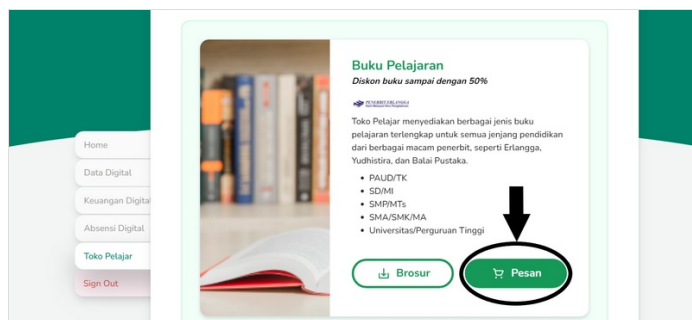 Buku Pelajaran
Diskon buku sampai dengan 50%
PENERBIT ERLANGGA
Toko Pelajar menyediakan berbagai jenis buku
pelajaran terlengkap untuk semua jenjang pendidikan
dari berbagai macam penerbit, seperti Erlangga,
Yudhistira, dan Balai Pustaka.
• PAUD/TK
• SD/MI
• SMP/MTs
• SMA/SMK/MA
• Universitas/Perguruan Tinggi
Brosur
Pesan
Home
Data Digital
Keuangan Digital
Absensi Digital
Toko Pelajar
Sign Out